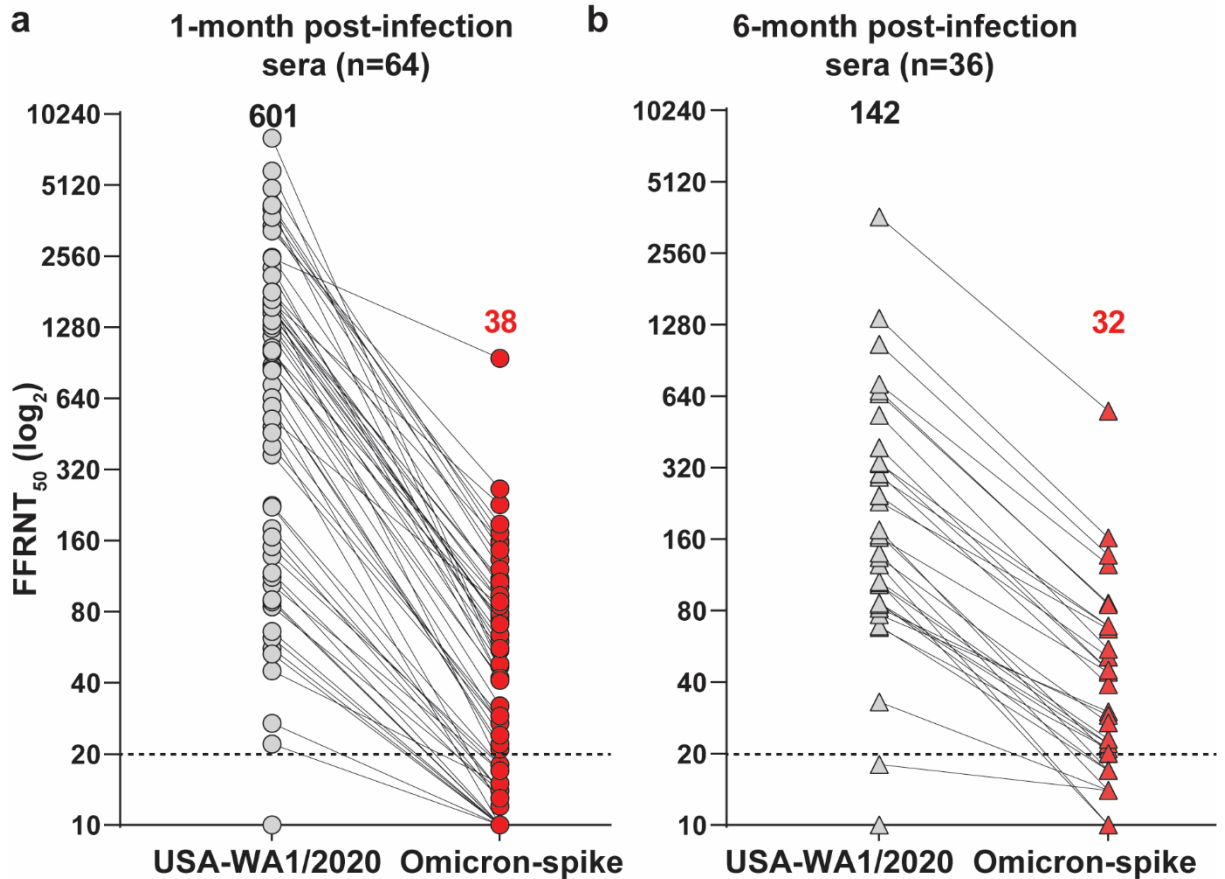 a
1-month post-infection
sera (n=64)
601
10240
5120
2560
1280
640
320
160
80
40
20
10
FFRNT50 (log2)
38
USA-WA1/2020
Omicron-spike
b
6-month post-infection
sera (n=36)
142
10240
5120
2560
1280
640
320
160
80
40
20
10
32
USA-WA1/2020
Omicron-spike